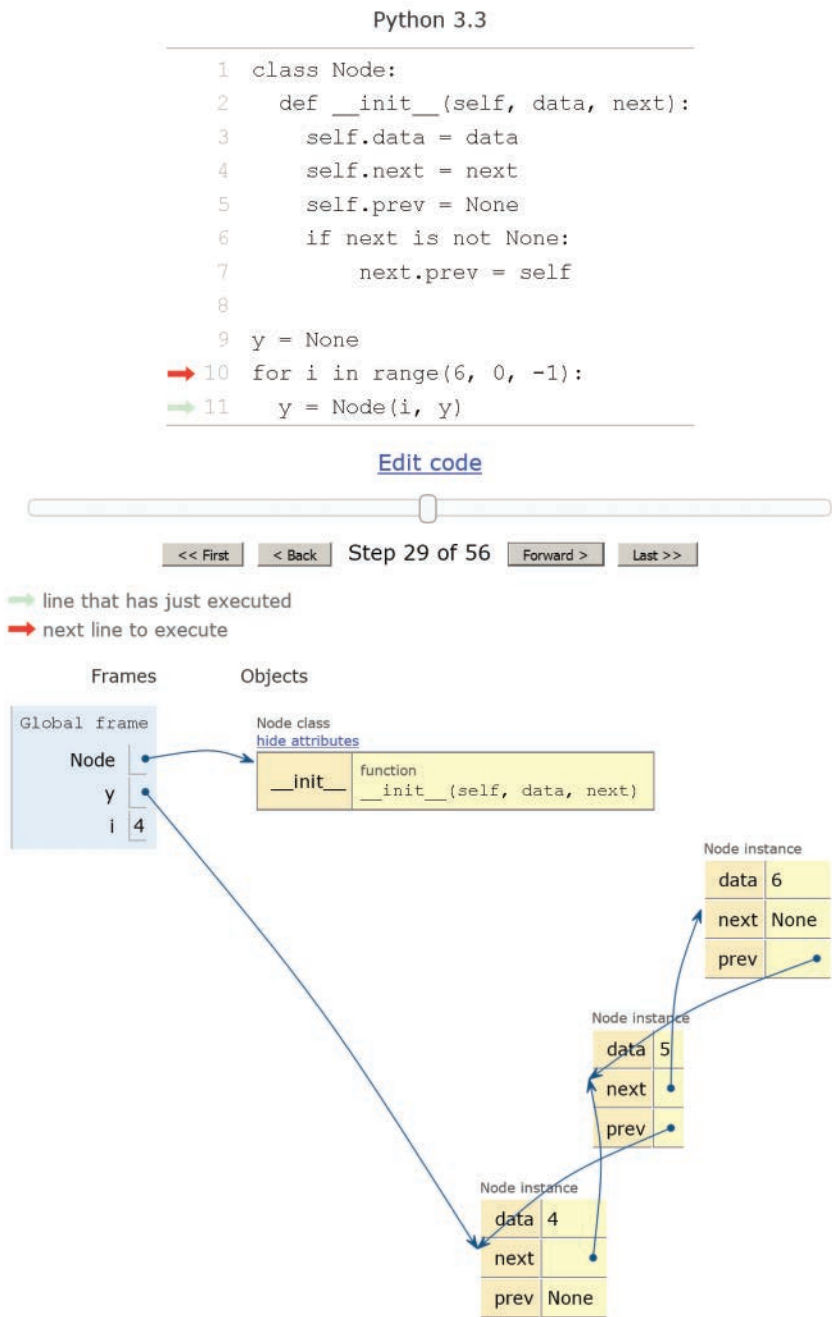 Python 3.3
1 class Node:
2 def __init__(self, data, next):
3 self.data = data
4 self.next = next
5 self.prev = None
6 if next is not None:
7 next.prev = self
8
9 y = None
10 for i in range(6, 0, -1):
11 y = Node(i, y)
Edit code
<< First < Back Step 29 of 56 Forward > Last >>
line that has just executed
next line to execute
Frames Objects
Global frame
Node
y
i 4
Node class
hide attributes
__init__ function
__init__(self, data, next)
Node instance
data 6
next None
prev
Node instance
data 5
next
prev
Node instance
data 4
next
prev None